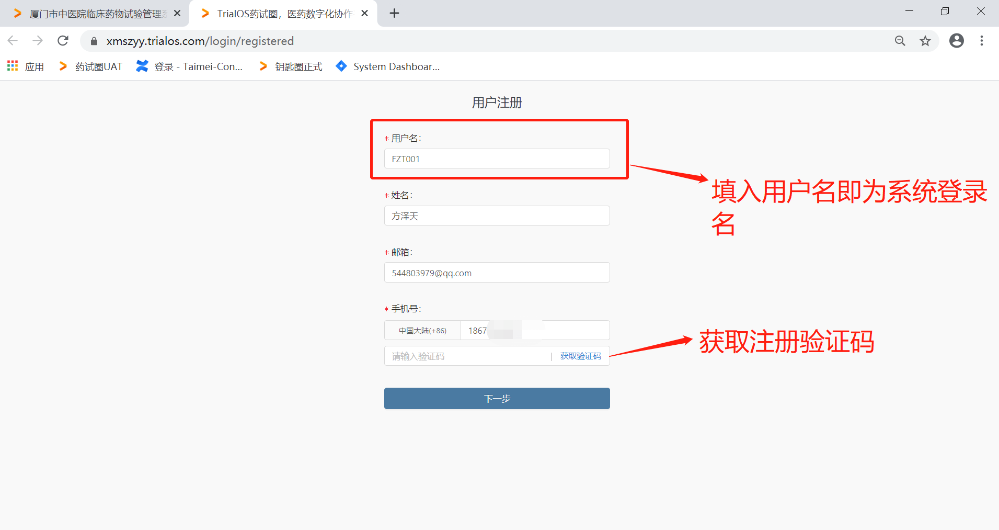 厦门市中医院临床药物试验管理
TrialOS药试圈，医药数字化协作
xmszyy.trialos.com/login/registered
应用
药试圈UAT
登录 - Taimei-Con...
钥匙圈正式
System Dashboar...
用户注册
* 用户名:
FZT001
填入用户名即为系统登录
名
* 姓名:
方泽天
* 邮箱:
544803979@qq.com
* 手机号:
中国大陆(+86) 1867
请输入验证码 | 获取验证码
获取注册验证码
下一步